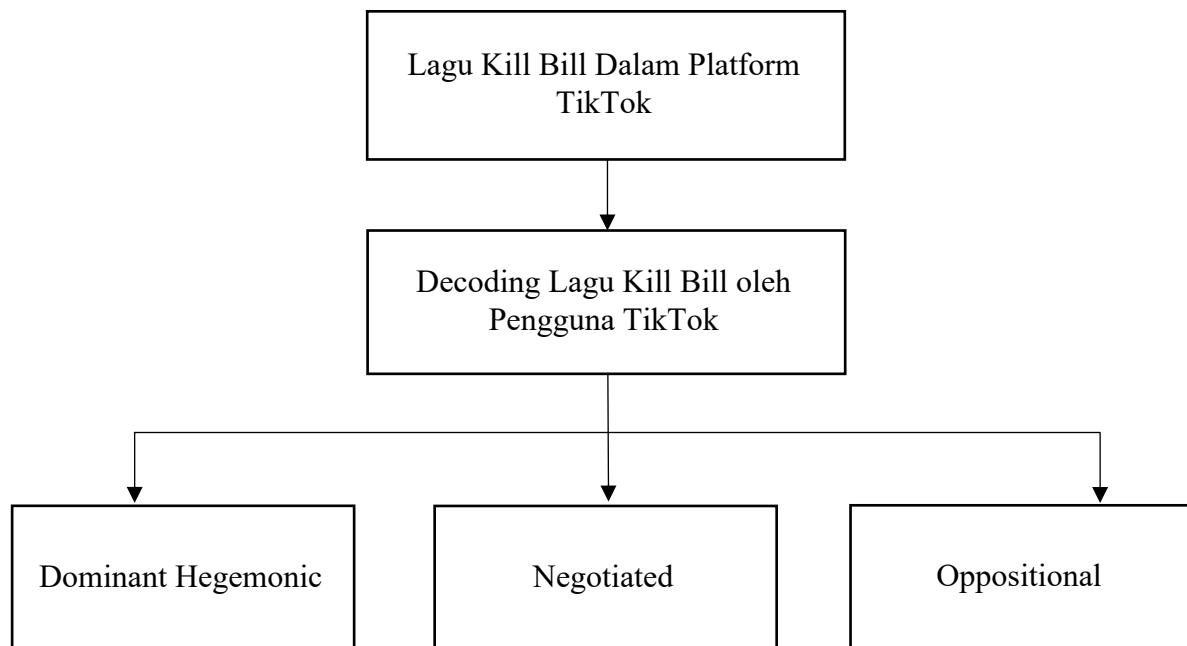 Lagu Kill Bill Dalam Platform
TikTok
Decoding Lagu Kill Bill oleh
Pengguna TikTok
Dominant Hegemonic
Negotiated
Oppositional